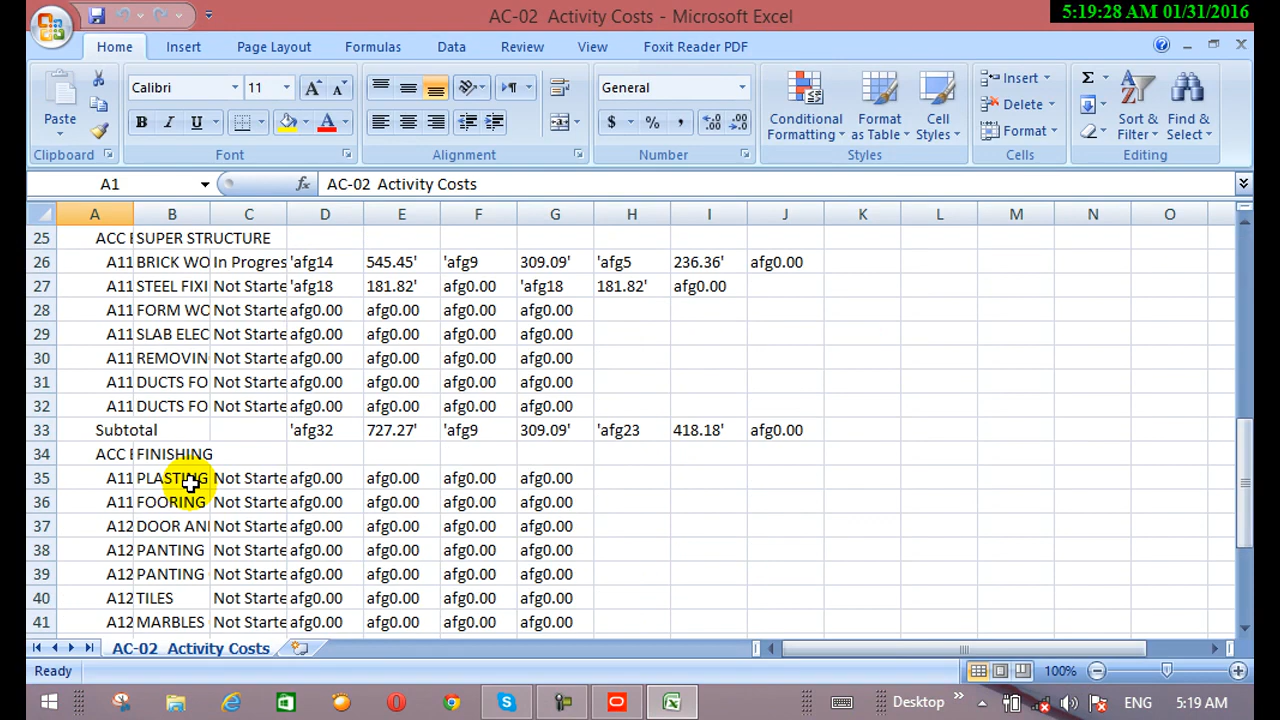 AC-02 Activity Costs - Microsoft Excel
5:19:28 AM 01/31/2016
Home Insert Page Layout Formulas Data Review View Foxit Reader PDF
Paste
Calibri 11
General
Conditional Formatting
Format as Table
Cell Styles
Insert
Delete
Format
Sort & Filter
Find & Select
Clipboard Font Alignment Number Styles Cells Editing
A1 fx AC-02 Activity Costs
A B C D E F G H I J K L M N O
25 ACC E SUPER STRUCTURE
26 A11 BRICK WO In Progres 'afg14 545.45' 'afg9 309.09' 'afg5 236.36' afg0.00
27 A11 STEEL FIXI Not Starte 'afg18 181.82' afg0.00 'afg18 181.82' afg0.00
28 A11 FORM WO Not Starte afg0.00 afg0.00 afg0.00 afg0.00
29 A11 SLAB ELEC Not Starte afg0.00 afg0.00 afg0.00 afg0.00
30 A11 REMOVIN Not Starte afg0.00 afg0.00 afg0.00 afg0.00
31 A11 DUCTS FO Not Starte afg0.00 afg0.00 afg0.00 afg0.00
32 A11 DUCTS FO Not Starte afg0.00 afg0.00 afg0.00 afg0.00
33 Subtotal 'afg32 727.27' 'afg9 309.09' 'afg23 418.18' afg0.00
34 ACC E FINISHING
35 A11 PLASTING Not Starte afg0.00 afg0.00 afg0.00 afg0.00
36 A11 FOORING Not Starte afg0.00 afg0.00 afg0.00 afg0.00
37 A12 DOOR ANI Not Starte afg0.00 afg0.00 afg0.00 afg0.00
38 A12 PANTING Not Starte afg0.00 afg0.00 afg0.00 afg0.00
39 A12 PANTING Not Starte afg0.00 afg0.00 afg0.00 afg0.00
40 A12 TILES Not Starte afg0.00 afg0.00 afg0.00 afg0.00
41 A12 MARBLES Not Starte afg0.00 afg0.00 afg0.00 afg0.00
AC-02 Activity Costs
Ready 100%
Desktop ENG 5:19 AM